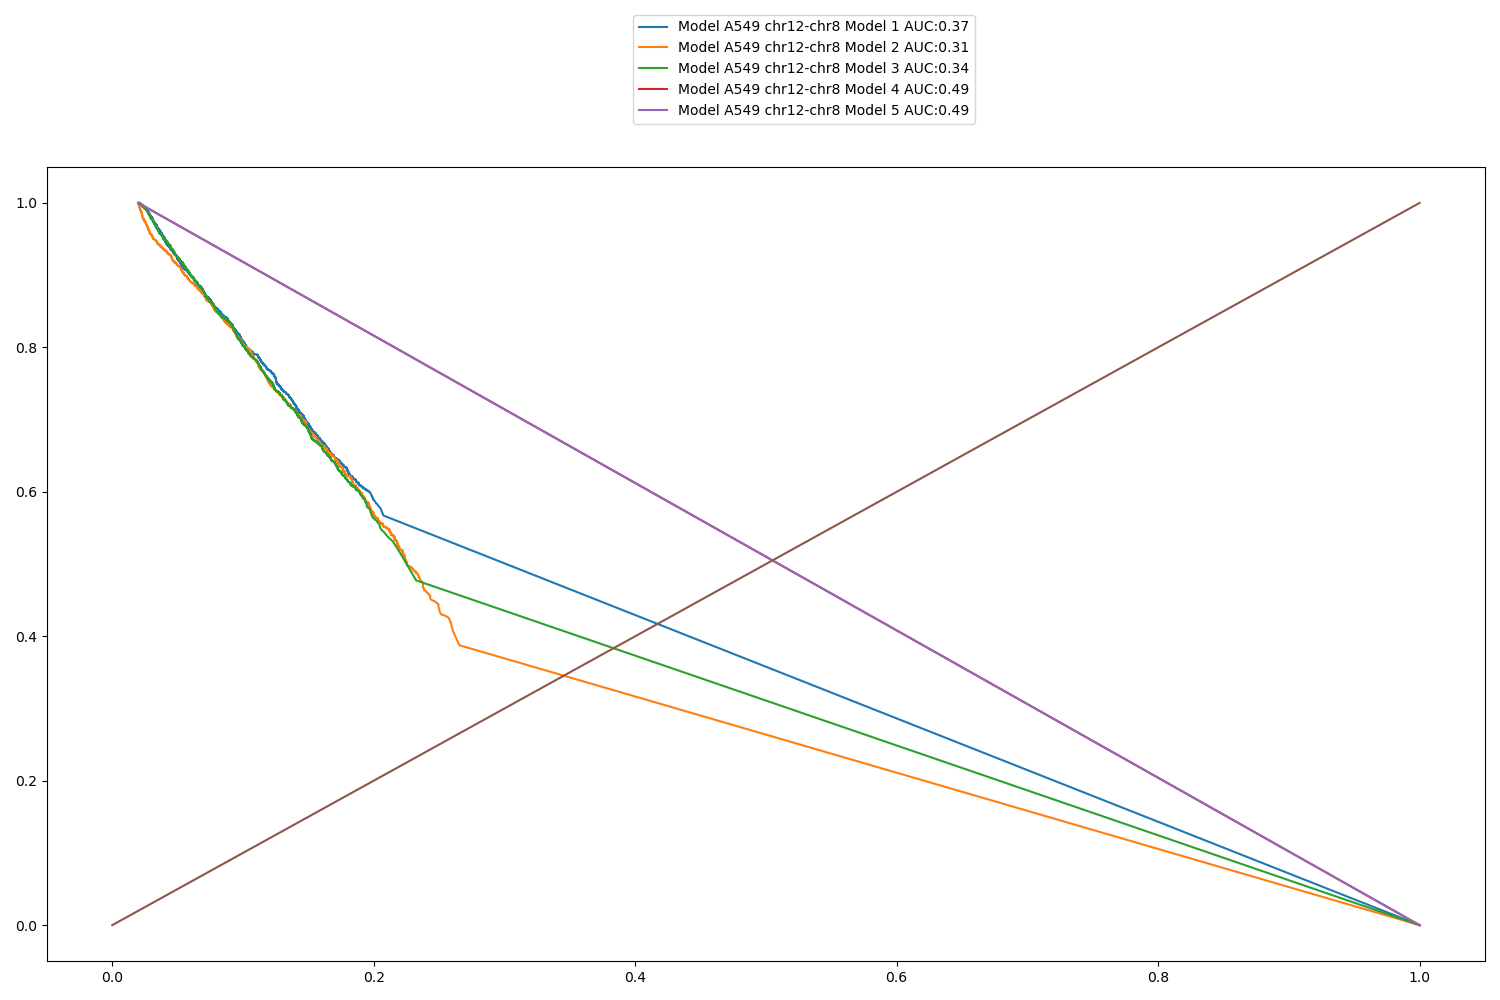 Model A549 chr12-chr8 Model 1 AUC:0.37
Model A549 chr12-chr8 Model 2 AUC:0.31
Model A549 chr12-chr8 Model 3 AUC:0.34
Model A549 chr12-chr8 Model 4 AUC:0.49
Model A549 chr12-chr8 Model 5 AUC:0.49
1.0
0.8
0.6
0.4
0.2
0.0
0.0 0.2 0.4 0.6 0.8 1.0